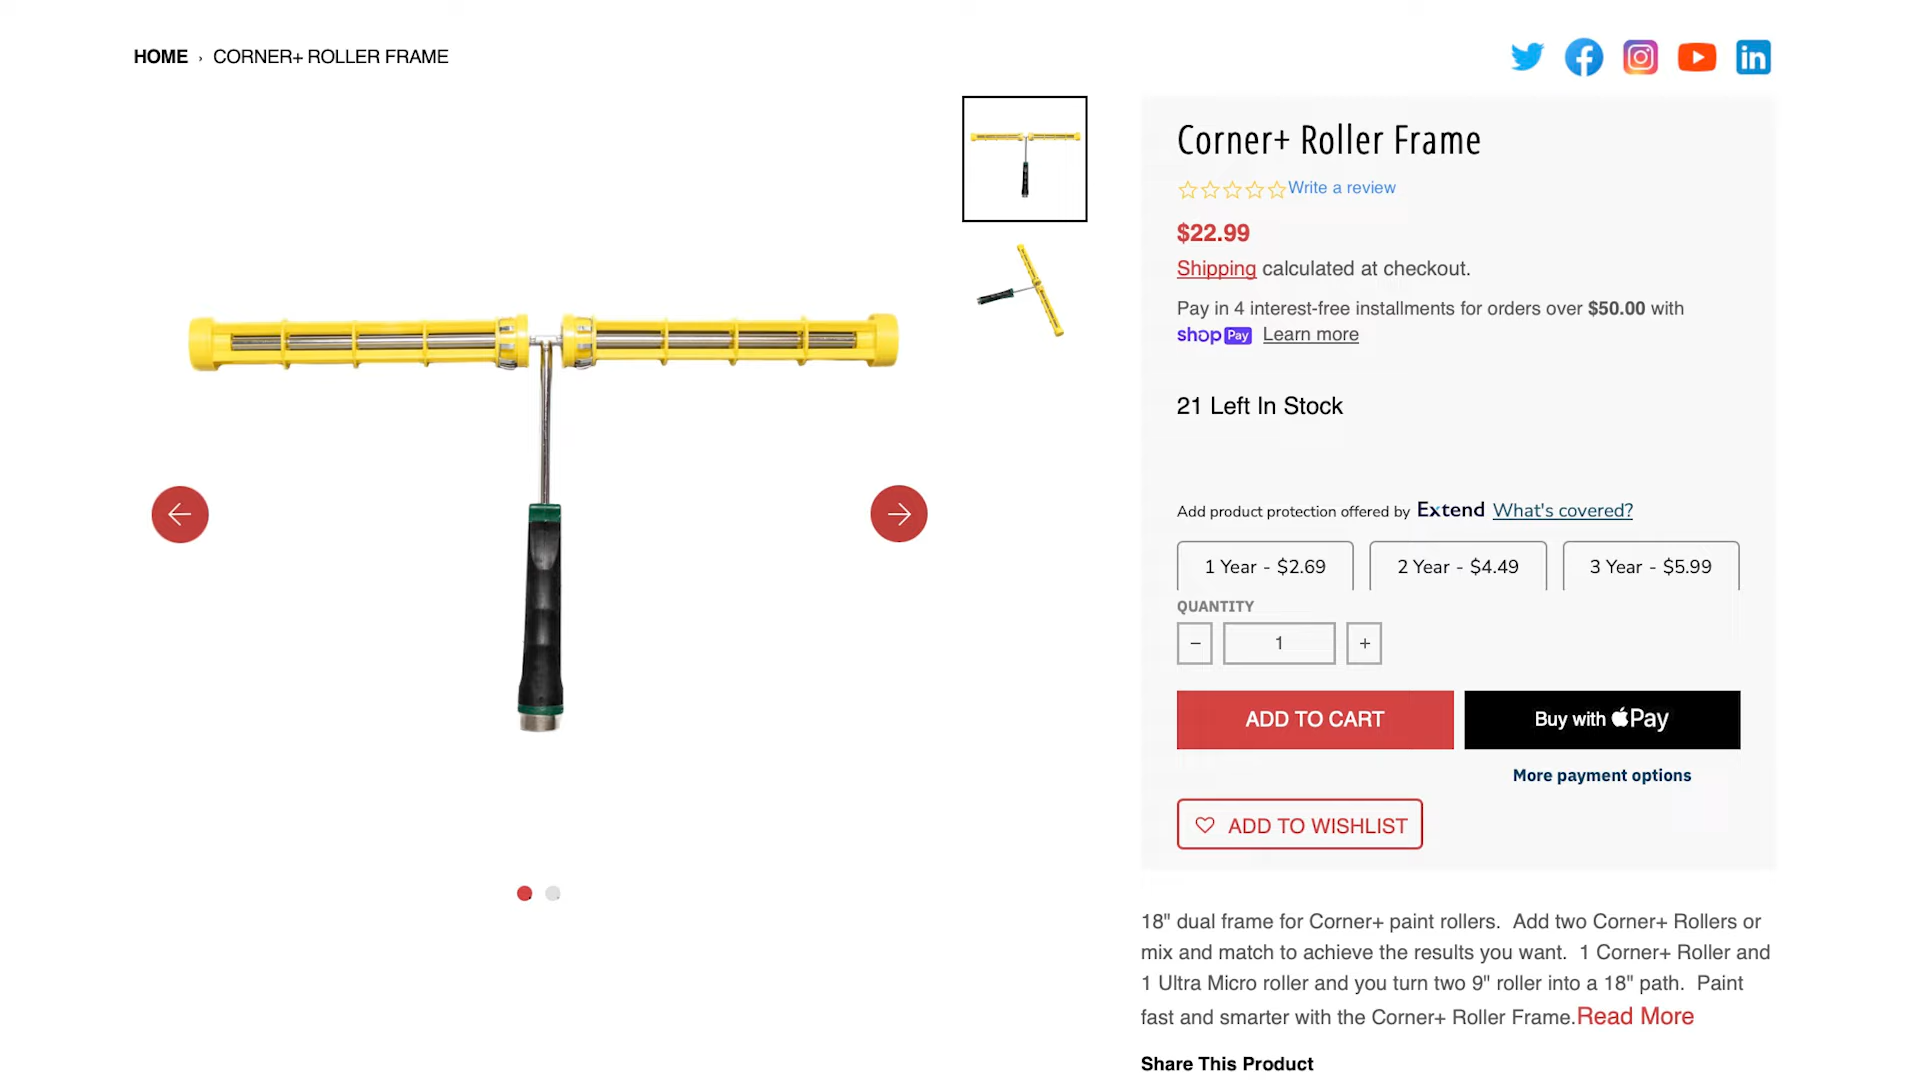 HOME › CORNER+ ROLLER FRAME
Corner+ Roller Frame
Write a review
$22.99
Shipping calculated at checkout.
Pay in 4 interest-free installments for orders over $50.00 with
shop Pay Learn more
21 Left In Stock
Add product protection offered by Extend What's covered?
1 Year - $2.69 2 Year - $4.49 3 Year - $5.99
QUANTITY
− 1 +
ADD TO CART Buy with Pay
More payment options
ADD TO WISHLIST
18" dual frame for Corner+ paint rollers. Add two Corner+ Rollers or
mix and match to achieve the results you want. 1 Corner+ Roller and
1 Ultra Micro roller and you turn two 9" roller into a 18" path. Paint
fast and smarter with the Corner+ Roller Frame.Read More
Share This Product